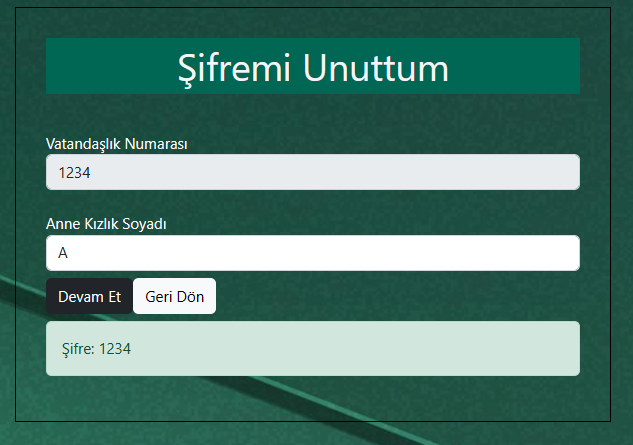 Şifremi Unuttum
Vatandaşlık Numarası
1234
Anne Kızlık Soyadı
A
Devam Et Geri Dön
Şifre: 1234